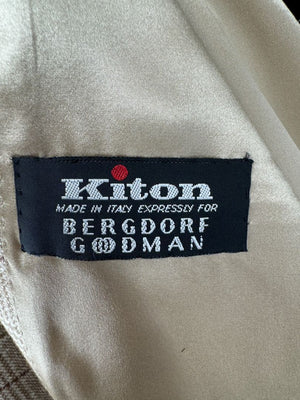 Kiton
MADE IN ITALY EXPRESSLY FOR
BERGDORF
GOODMAN